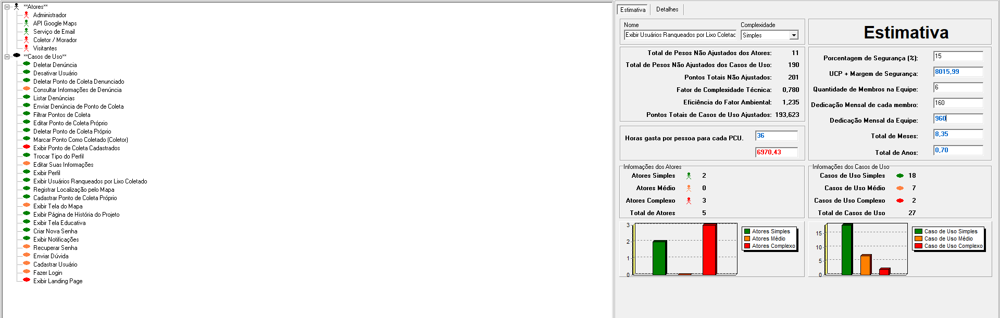 **Atores**
Administrador
API Google Maps
Serviço de Email
Coletor / Morador
Visitantes
**Casos de Uso**
Deletar Denúncia
Desativar Usuário
Deletar Ponto de Coleta Denunciado
Consultar Informações de Denúncia
Listar Denúncias
Enviar Denúncia de Ponto de Coleta
Filtrar Pontos de Coleta
Editar Ponto de Coleta Próprio
Deletar Ponto de Coleta Próprio
Marcar Ponto Como Coletado (Coletor)
Exibir Ponto de Coleta Cadastrados
Trocar Tipo do Perfil
Editar Suas Informações
Exibir Perfil
Exibir Usuários Ranqueados por Lixo Coletado
Registrar Localização pelo Mapa
Cadastrar Ponto de Coleta Próprio
Exibir Tela do Mapa
Exibir Página de História do Projeto
Exibir Tela Educativa
Criar Nova Senha
Exibir Notificações
Recuperar Senha
Enviar Dúvida
Cadastrar Usuário
Fazer Login
Exibir Landing Page
Estimativa Detalhes
Nome Complexidade
Exibir Usuários Ranqueados por Lixo Coletac Simples
Total de Pesos Não Ajustados dos Atores: 11
Total de Pesos Não Ajustados dos Casos de Uso: 190
Pontos Totais Não Ajustados: 201
Fator de Complexidade Técnica: 0,780
Eficiência do Fator Ambiental: 1,235
Pontos Totais de Casos de Uso Ajustados: 193,623
Horas gasta por pessoa para cada PCU. 36
6970,43
Estimativa
Porcentagem de Segurança (%): 15
UCP + Margem de Segurança: 8015,99
Quantidade de Membros na Equipe: 6
Dedicação Mensal de cada membro: 160
Dedicação Mensal da Equipe: 960
Total de Meses: 8,35
Total de Anos: 0,70
Informações dos Atores
Atores Simples 2
Atores Médio 0
Atores Complexo 3
Total de Atores 5
Informações dos Casos de Uso
Casos de Uso Simples 18
Casos de Uso Médio 7
Casos de Uso Complexo 2
Total de Casos de Uso 27
3
2
1
0
Atores Simples
Atores Médio
Atores Complexo
15
10
5
0
Caso de Uso Simples
Caso de Uso Médio
Caso de Uso Complexo